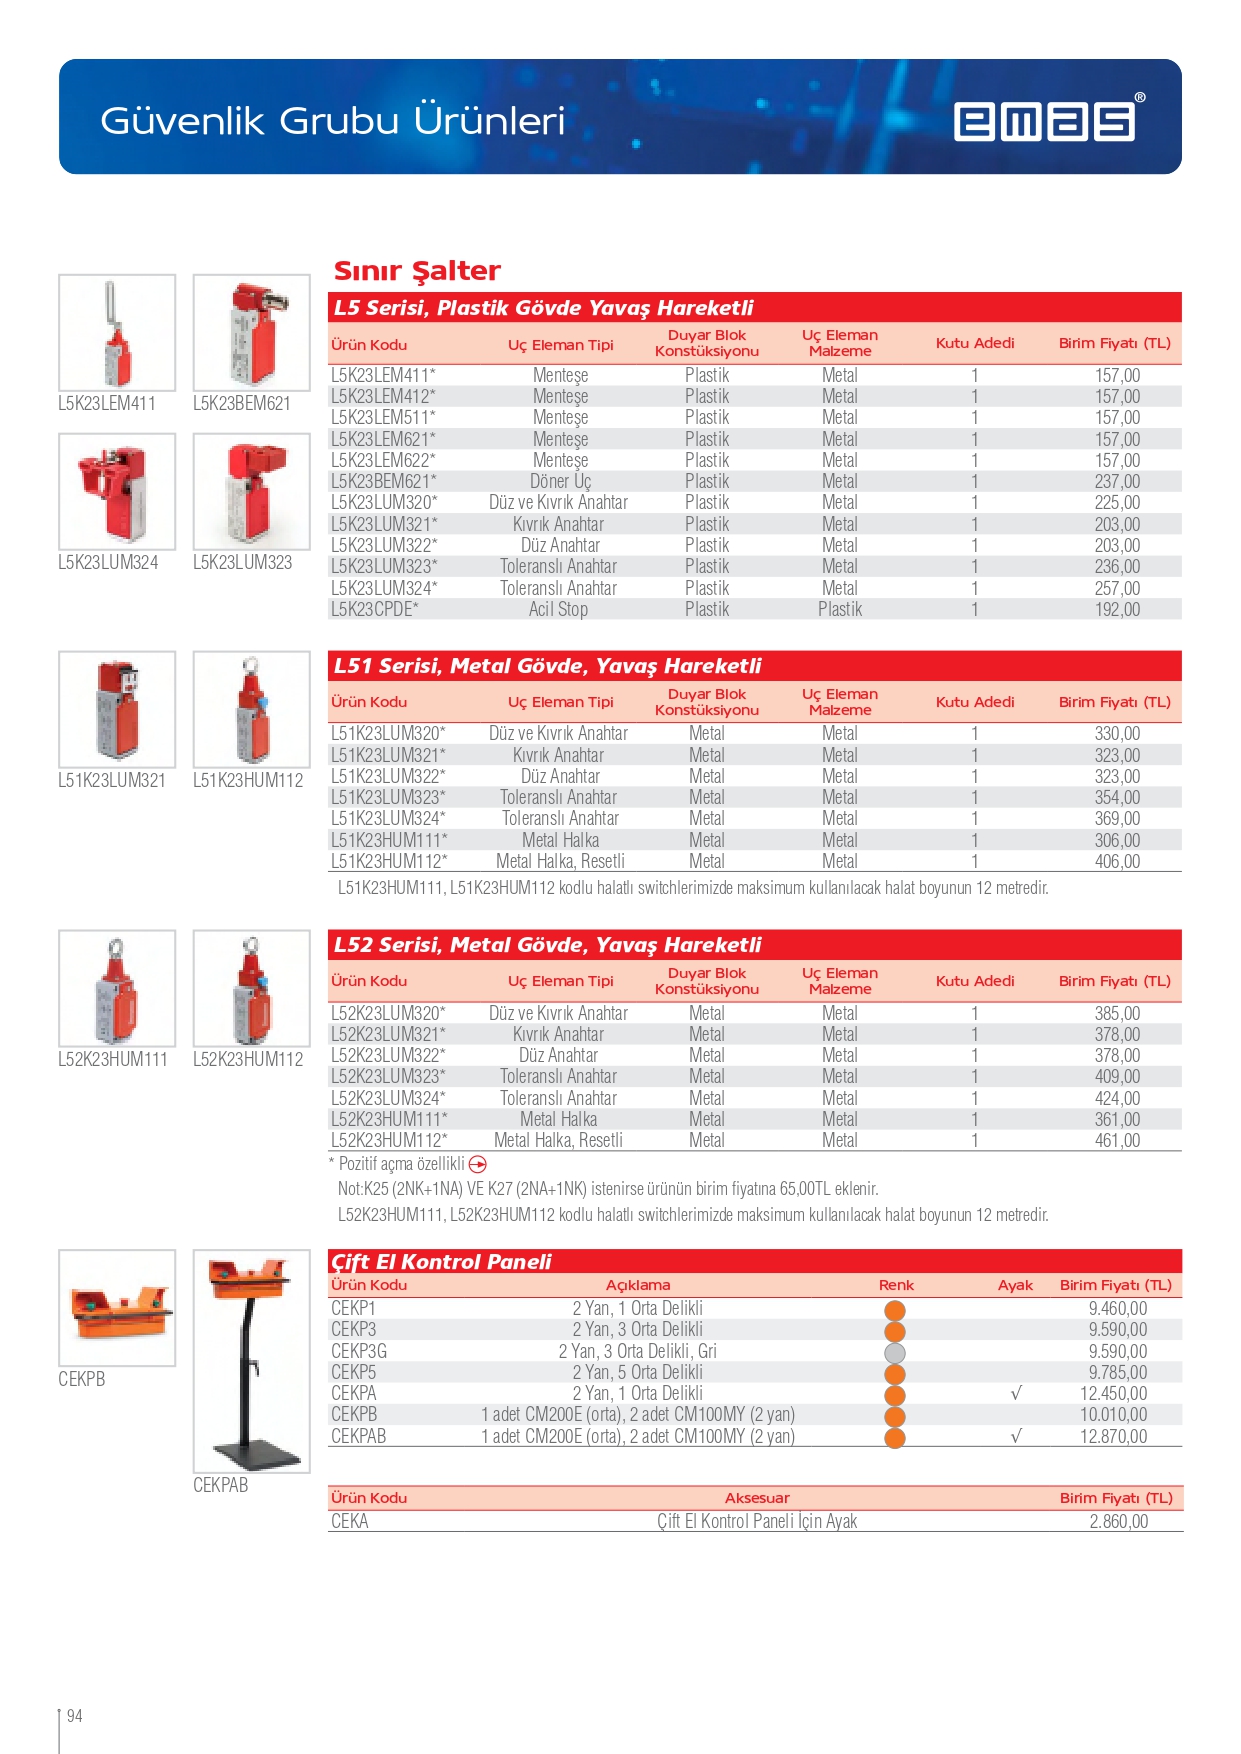 Güvenlik Grubu Ürünleri
emas®
L5K23LEM411 L5K23BEM621
L5K23LUM324 L5K23LUM323
Sınır Şalter
L5 Serisi, Plastik Gövde Yavaş Hareketli
Ürün Kodu Uç Eleman Tipi Duyar Blok Konstüksiyonu Uç Eleman Malzeme Kutu Adedi Birim Fiyatı (TL)
L5K23LEM411* Menteşe Plastik Metal 1 157,00
L5K23LEM412* Menteşe Plastik Metal 1 157,00
L5K23LEM511* Menteşe Plastik Metal 1 157,00
L5K23LEM621* Menteşe Plastik Metal 1 157,00
L5K23LEM622* Menteşe Plastik Metal 1 157,00
L5K23BEM621* Döner Uç Plastik Metal 1 237,00
L5K23LUM320* Düz ve Kıvrık Anahtar Plastik Metal 1 225,00
L5K23LUM321* Kıvrık Anahtar Plastik Metal 1 203,00
L5K23LUM322* Düz Anahtar Plastik Metal 1 203,00
L5K23LUM323* Toleranslı Anahtar Plastik Metal 1 236,00
L5K23LUM324* Toleranslı Anahtar Plastik Metal 1 257,00
L5K23CPDE* Acil Stop Plastik Plastik 1 192,00
L51K23LUM321 L51K23HUM112
L51 Serisi, Metal Gövde, Yavaş Hareketli
Ürün Kodu Uç Eleman Tipi Duyar Blok Konstüksiyonu Uç Eleman Malzeme Kutu Adedi Birim Fiyatı (TL)
L51K23LUM320* Düz ve Kıvrık Anahtar Metal Metal 1 330,00
L51K23LUM321* Kıvrık Anahtar Metal Metal 1 323,00
L51K23LUM322* Düz Anahtar Metal Metal 1 323,00
L51K23LUM323* Toleranslı Anahtar Metal Metal 1 354,00
L51K23LUM324* Toleranslı Anahtar Metal Metal 1 369,00
L51K23HUM111* Metal Halka Metal Metal 1 306,00
L51K23HUM112* Metal Halka, Resetli Metal Metal 1 406,00
L51K23HUM111, L51K23HUM112 kodlu halatlı switchlerimizde maksimum kullanılacak halat boyunun 12 metredir.
L52K23HUM111 L52K23HUM112
L52 Serisi, Metal Gövde, Yavaş Hareketli
Ürün Kodu Uç Eleman Tipi Duyar Blok Konstüksiyonu Uç Eleman Malzeme Kutu Adedi Birim Fiyatı (TL)
L52K23LUM320* Düz ve Kıvrık Anahtar Metal Metal 1 385,00
L52K23LUM321* Kıvrık Anahtar Metal Metal 1 378,00
L52K23LUM322* Düz Anahtar Metal Metal 1 378,00
L52K23LUM323* Toleranslı Anahtar Metal Metal 1 409,00
L52K23LUM324* Toleranslı Anahtar Metal Metal 1 424,00
L52K23HUM111* Metal Halka Metal Metal 1 361,00
L52K23HUM112* Metal Halka, Resetli Metal Metal 1 461,00
* Pozitif açma özellikli
Not:K25 (2NK+1NA) VE K27 (2NA+1NK) istenirse ürünün birim fiyatına 65,00TL eklenir.
L52K23HUM111, L52K23HUM112 kodlu halatlı switchlerimizde maksimum kullanılacak halat boyunun 12 metredir.
CEKPB
CEKPAB
Çift El Kontrol Paneli
Ürün Kodu Açıklama Renk Ayak Birim Fiyatı (TL)
CEKP1 2 Yan, 1 Orta Delikli 9.460,00
CEKP3 2 Yan, 3 Orta Delikli 9.590,00
CEKP3G 2 Yan, 3 Orta Delikli, Gri 9.590,00
CEKP5 2 Yan, 5 Orta Delikli 9.785,00
CEKPA 2 Yan, 1 Orta Delikli √ 12.450,00
CEKPB 1 adet CM200E (orta), 2 adet CM100MY (2 yan) 10.010,00
CEKPAB 1 adet CM200E (orta), 2 adet CM100MY (2 yan) √ 12.870,00
Ürün Kodu Aksesuar Birim Fiyatı (TL)
CEKA Çift El Kontrol Paneli İçin Ayak 2.860,00
94